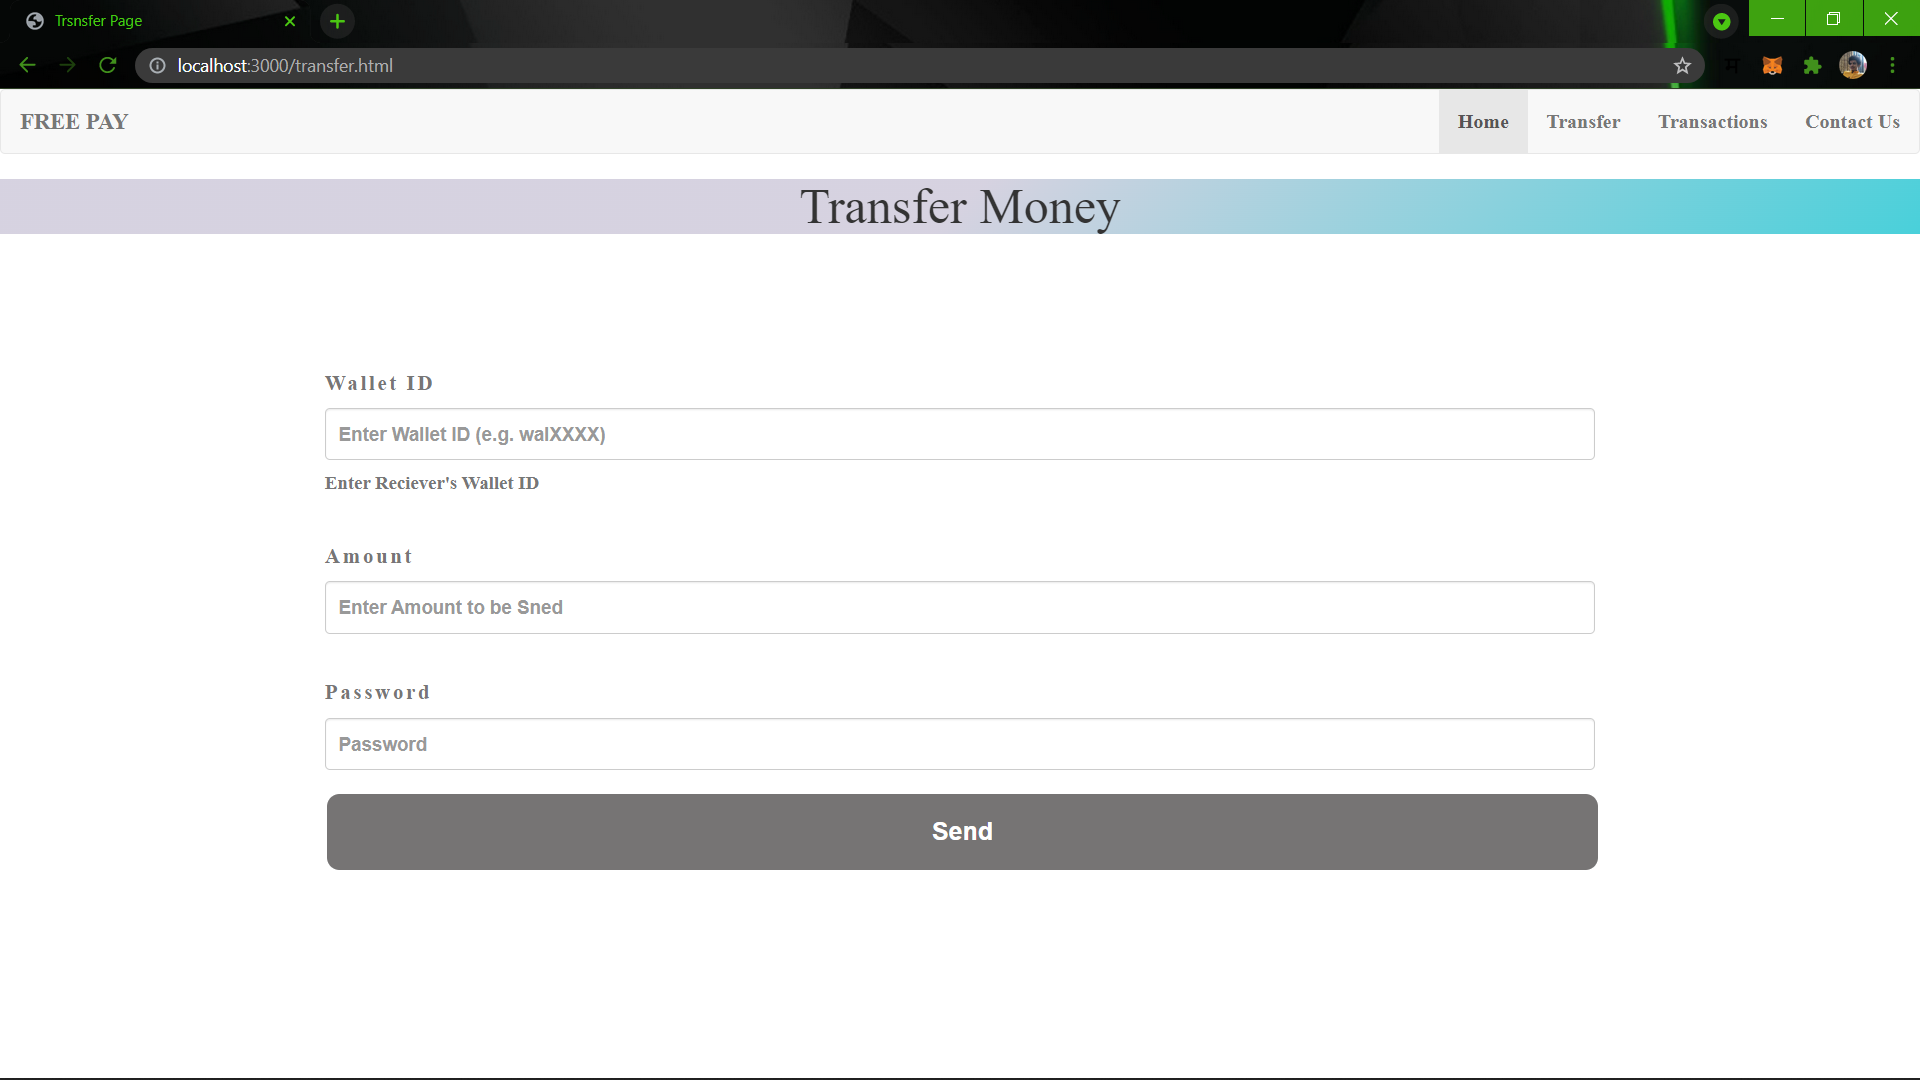 Trsnsfer Page
localhost:3000/transfer.html
म
FREE PAY
Home Transfer Transactions Contact Us
Transfer Money
Wallet ID
Enter Wallet ID (e.g. walXXXX)
Enter Reciever's Wallet ID
Amount
Enter Amount to be Sned
Password
Password
Send